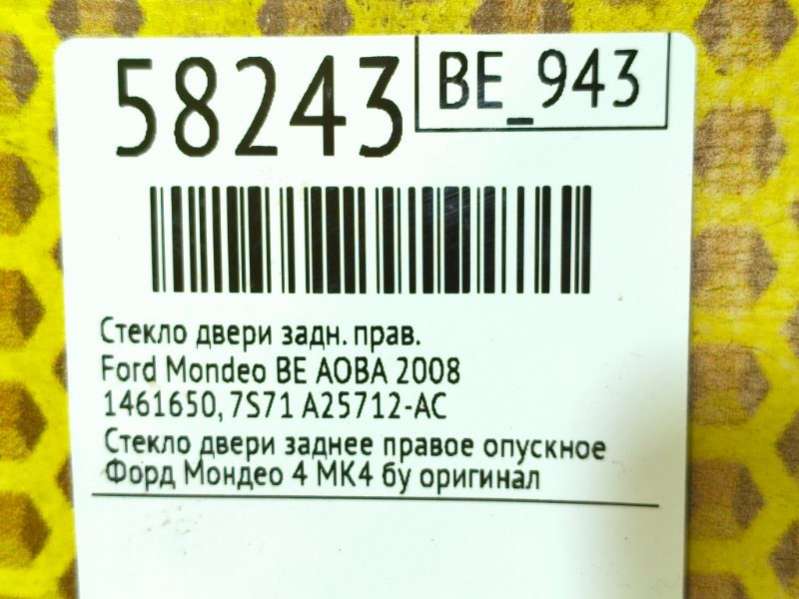 58243
BE_943
Стекло двери задн. прав.
Ford Mondeo BE AOBA 2008
1461650, 7S71 A25712-AC
Стекло двери заднее правое опускное
Форд Мондео 4 МК4 бу оригинал